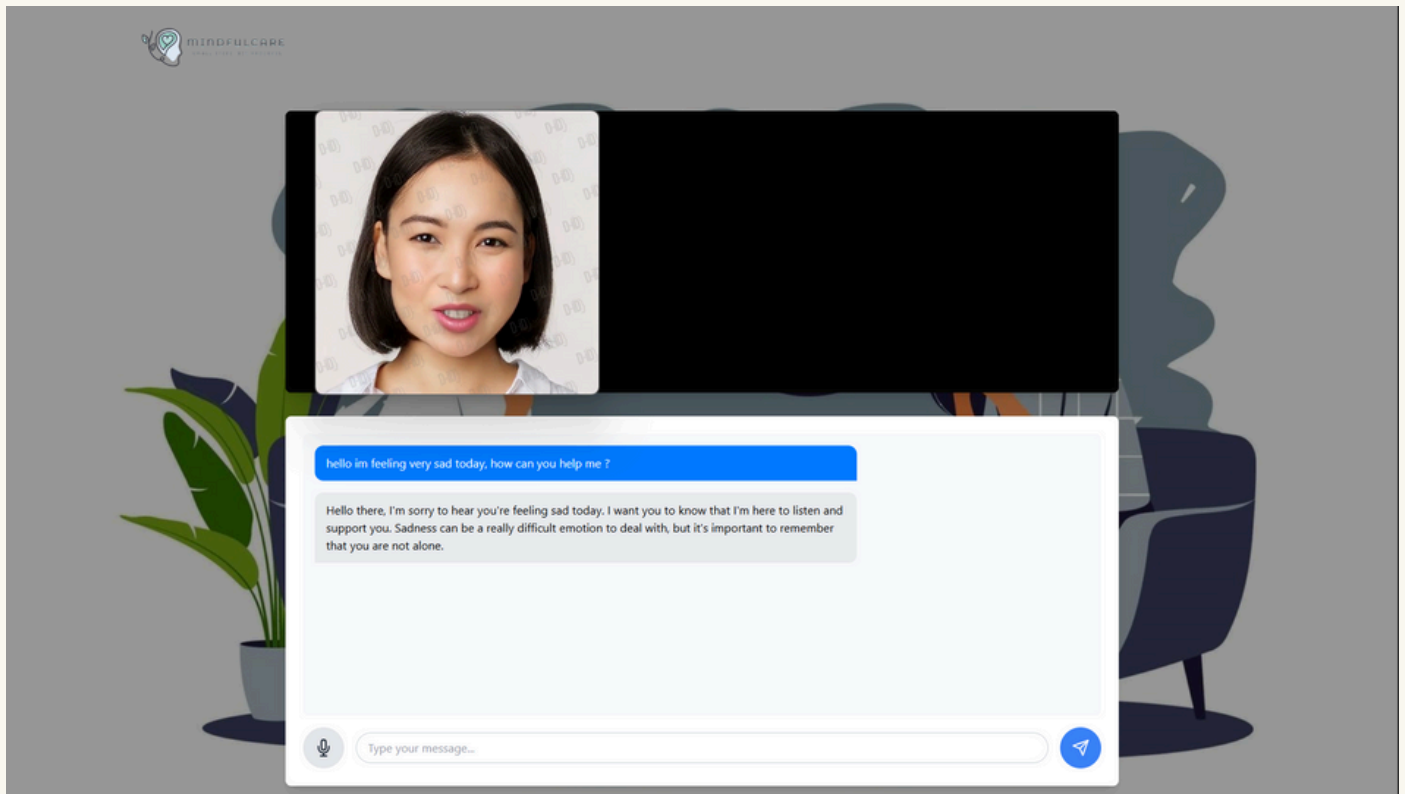 MINDFULCARE
hello im feeling very sad today, how can you help me ?
Hello there, I'm sorry to hear you're feeling sad today. I want you to know that I'm here to listen and
support you. Sadness can be a really difficult emotion to deal with, but it's important to remember
that you are not alone.
Type your message...